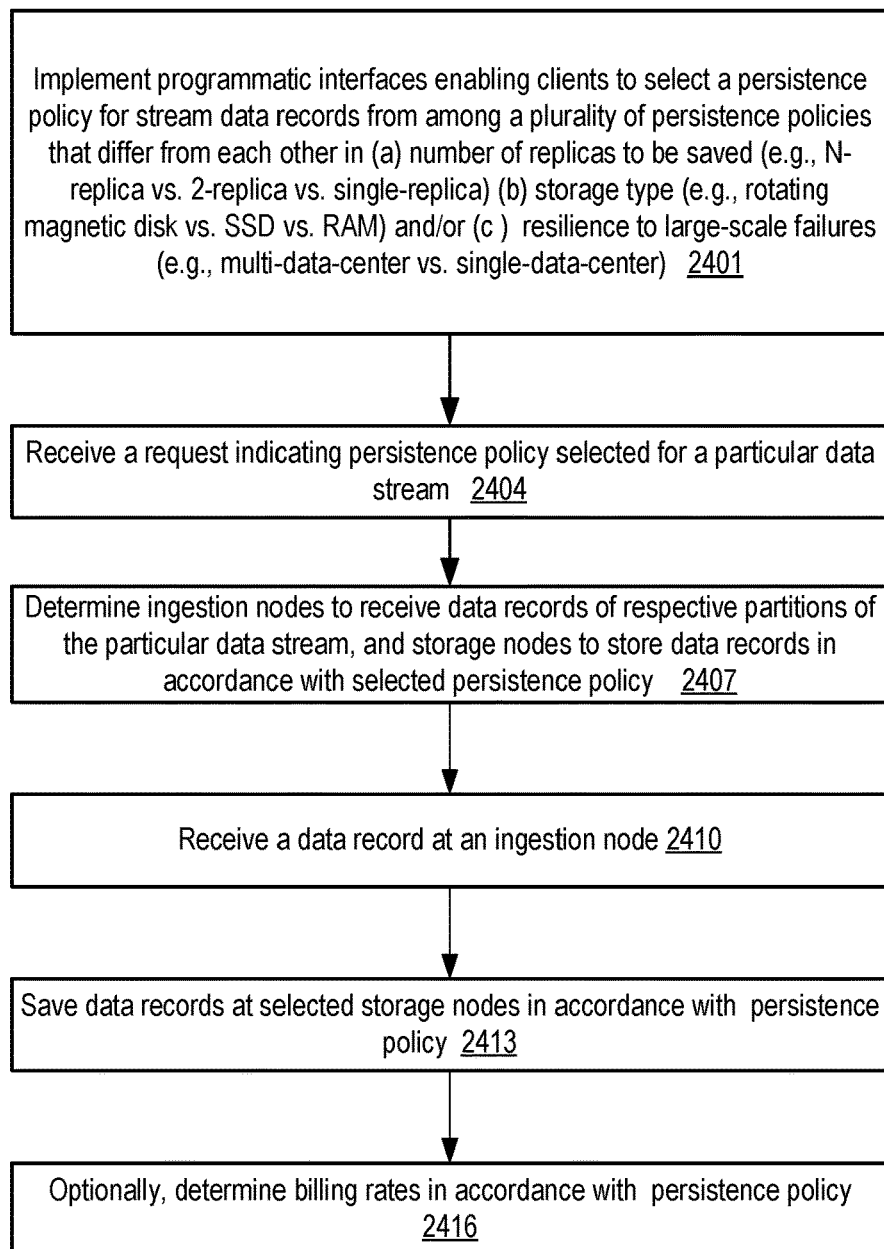 Implement programmatic interfaces enabling clients to select a persistence
policy for stream data records from among a plurality of persistence policies
that differ from each other in (a) number of replicas to be saved (e.g., N-
replica vs. 2-replica vs. single-replica) (b) storage type (e.g., rotating
magnetic disk vs. SSD vs. RAM) and/or (c ) resilience to large-scale failures
(e.g., multi-data-center vs. single-data-center) 2401
Receive a request indicating persistence policy selected for a particular data
stream 2404
Determine ingestion nodes to receive data records of respective partitions of
the particular data stream, and storage nodes to store data records in
accordance with selected persistence policy 2407
Receive a data record at an ingestion node 2410
Save data records at selected storage nodes in accordance with persistence
policy 2413
Optionally, determine billing rates in accordance with persistence policy
2416